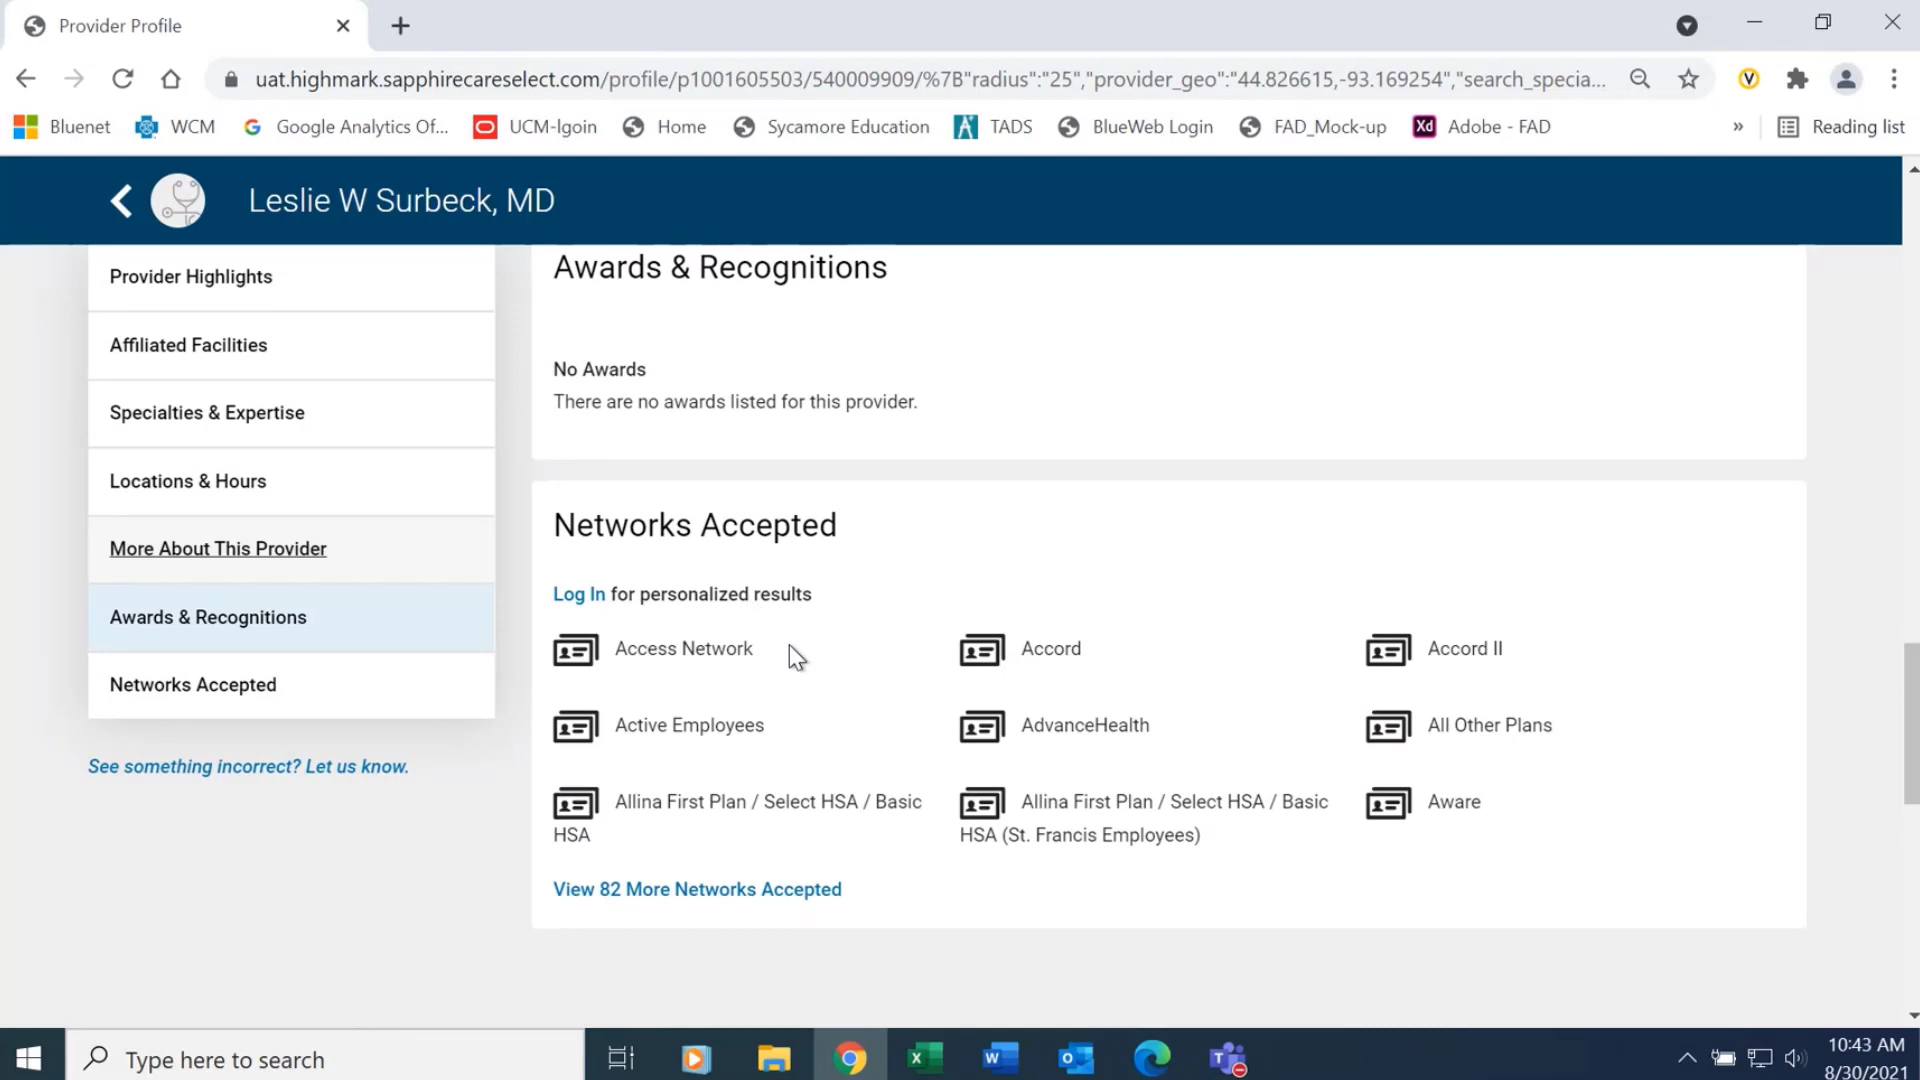 Provider Profile
uat.highmark.sapphirecareselect.com/profile/p1001605503/540009909/%7B"radius":"25","provider_geo":"44.826615,-93.169254","search_specia...
Bluenet
WCM
Google Analytics Of...
UCM-lgoin
Home
Sycamore Education
TADS
BlueWeb Login
FAD_Mock-up
Xd Adobe - FAD
»
Reading list
Leslie W Surbeck, MD
Provider Highlights
Affiliated Facilities
Specialties & Expertise
Locations & Hours
More About This Provider
Awards & Recognitions
Networks Accepted
See something incorrect? Let us know.
Awards & Recognitions
No Awards
There are no awards listed for this provider.
Networks Accepted
Log In for personalized results
Access Network
Accord
Accord II
Active Employees
AdvanceHealth
All Other Plans
Allina First Plan / Select HSA / Basic
HSA
Allina First Plan / Select HSA / Basic
HSA (St. Francis Employees)
Aware
View 82 More Networks Accepted
Type here to search
10:43 AM
8/30/2021